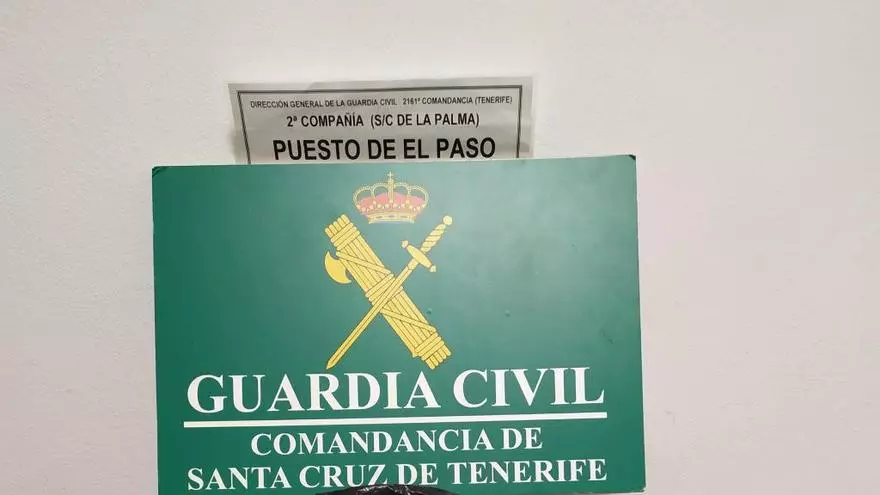 DIRECCIÓN GENERAL DE LA GUARDIA CIVIL 2161º COMANDANCIA (TENERIFE)
2ª COMPAÑÍA (S/C DE LA PALMA)
PUESTO DE EL PASO
GUARDIA CIVIL
COMANDANCIA DE
SANTA CRUZ DE TENERIFE